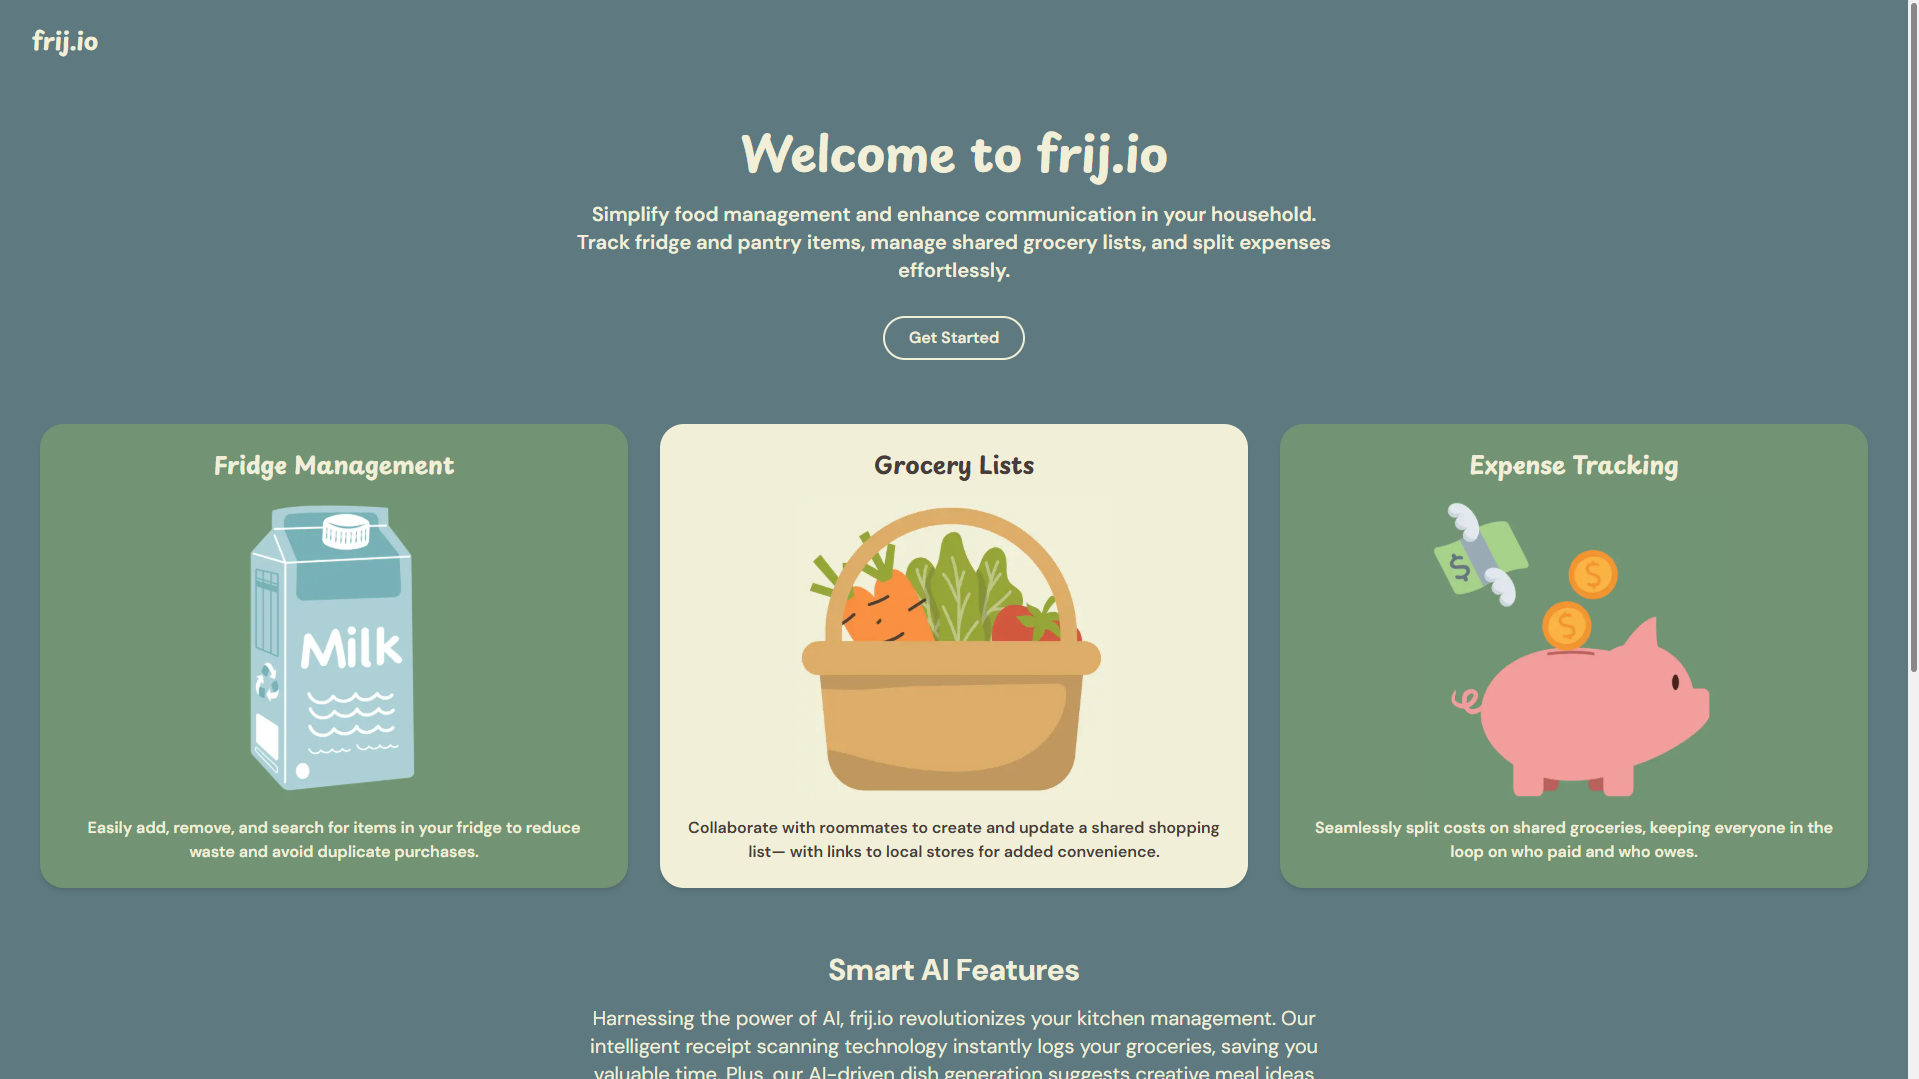 frij.io
Welcome to frij.io
Simplify food management and enhance communication in your household.
Track fridge and pantry items, manage shared grocery lists, and split expenses
effortlessly.
Get Started
Fridge Management
Milk
Easily add, remove, and search for items in your fridge to reduce
waste and avoid duplicate purchases.
Grocery Lists
Collaborate with roommates to create and update a shared shopping
list— with links to local stores for added convenience.
Expense Tracking
$
$
$
Seamlessly split costs on shared groceries, keeping everyone in the
loop on who paid and who owes.
Smart AI Features
Harnessing the power of AI, frij.io revolutionizes your kitchen management. Our
intelligent receipt scanning technology instantly logs your groceries, saving you
valuable time. Plus, our AI-driven dish generation suggests creative meal ideas